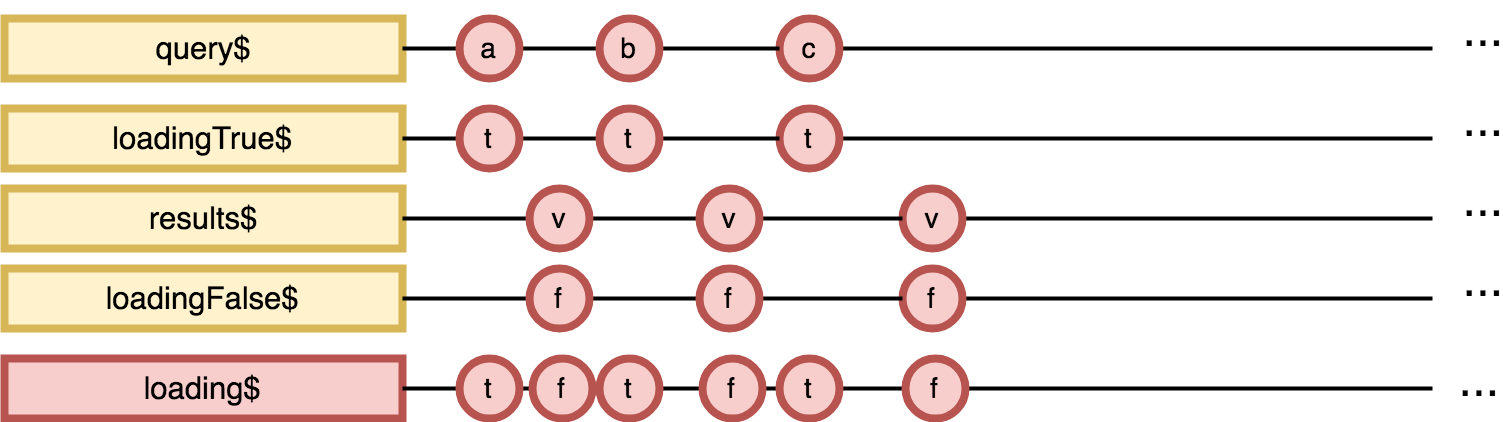 query$ a b c ...
loadingTrue$ t t t ...
results$ v v v ...
loadingFalse$ f f f ...
loading$ t f t f t f ...